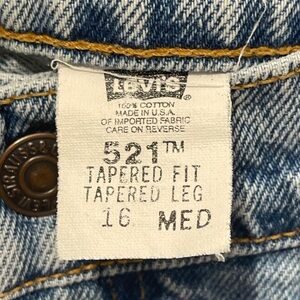 Levi's
®
100% COTTON
MADE IN U.S.A.
OF IMPORTED FABRIC
CARE ON REVERSE
521™
TAPERED FIT
TAPERED LEG
16 MED